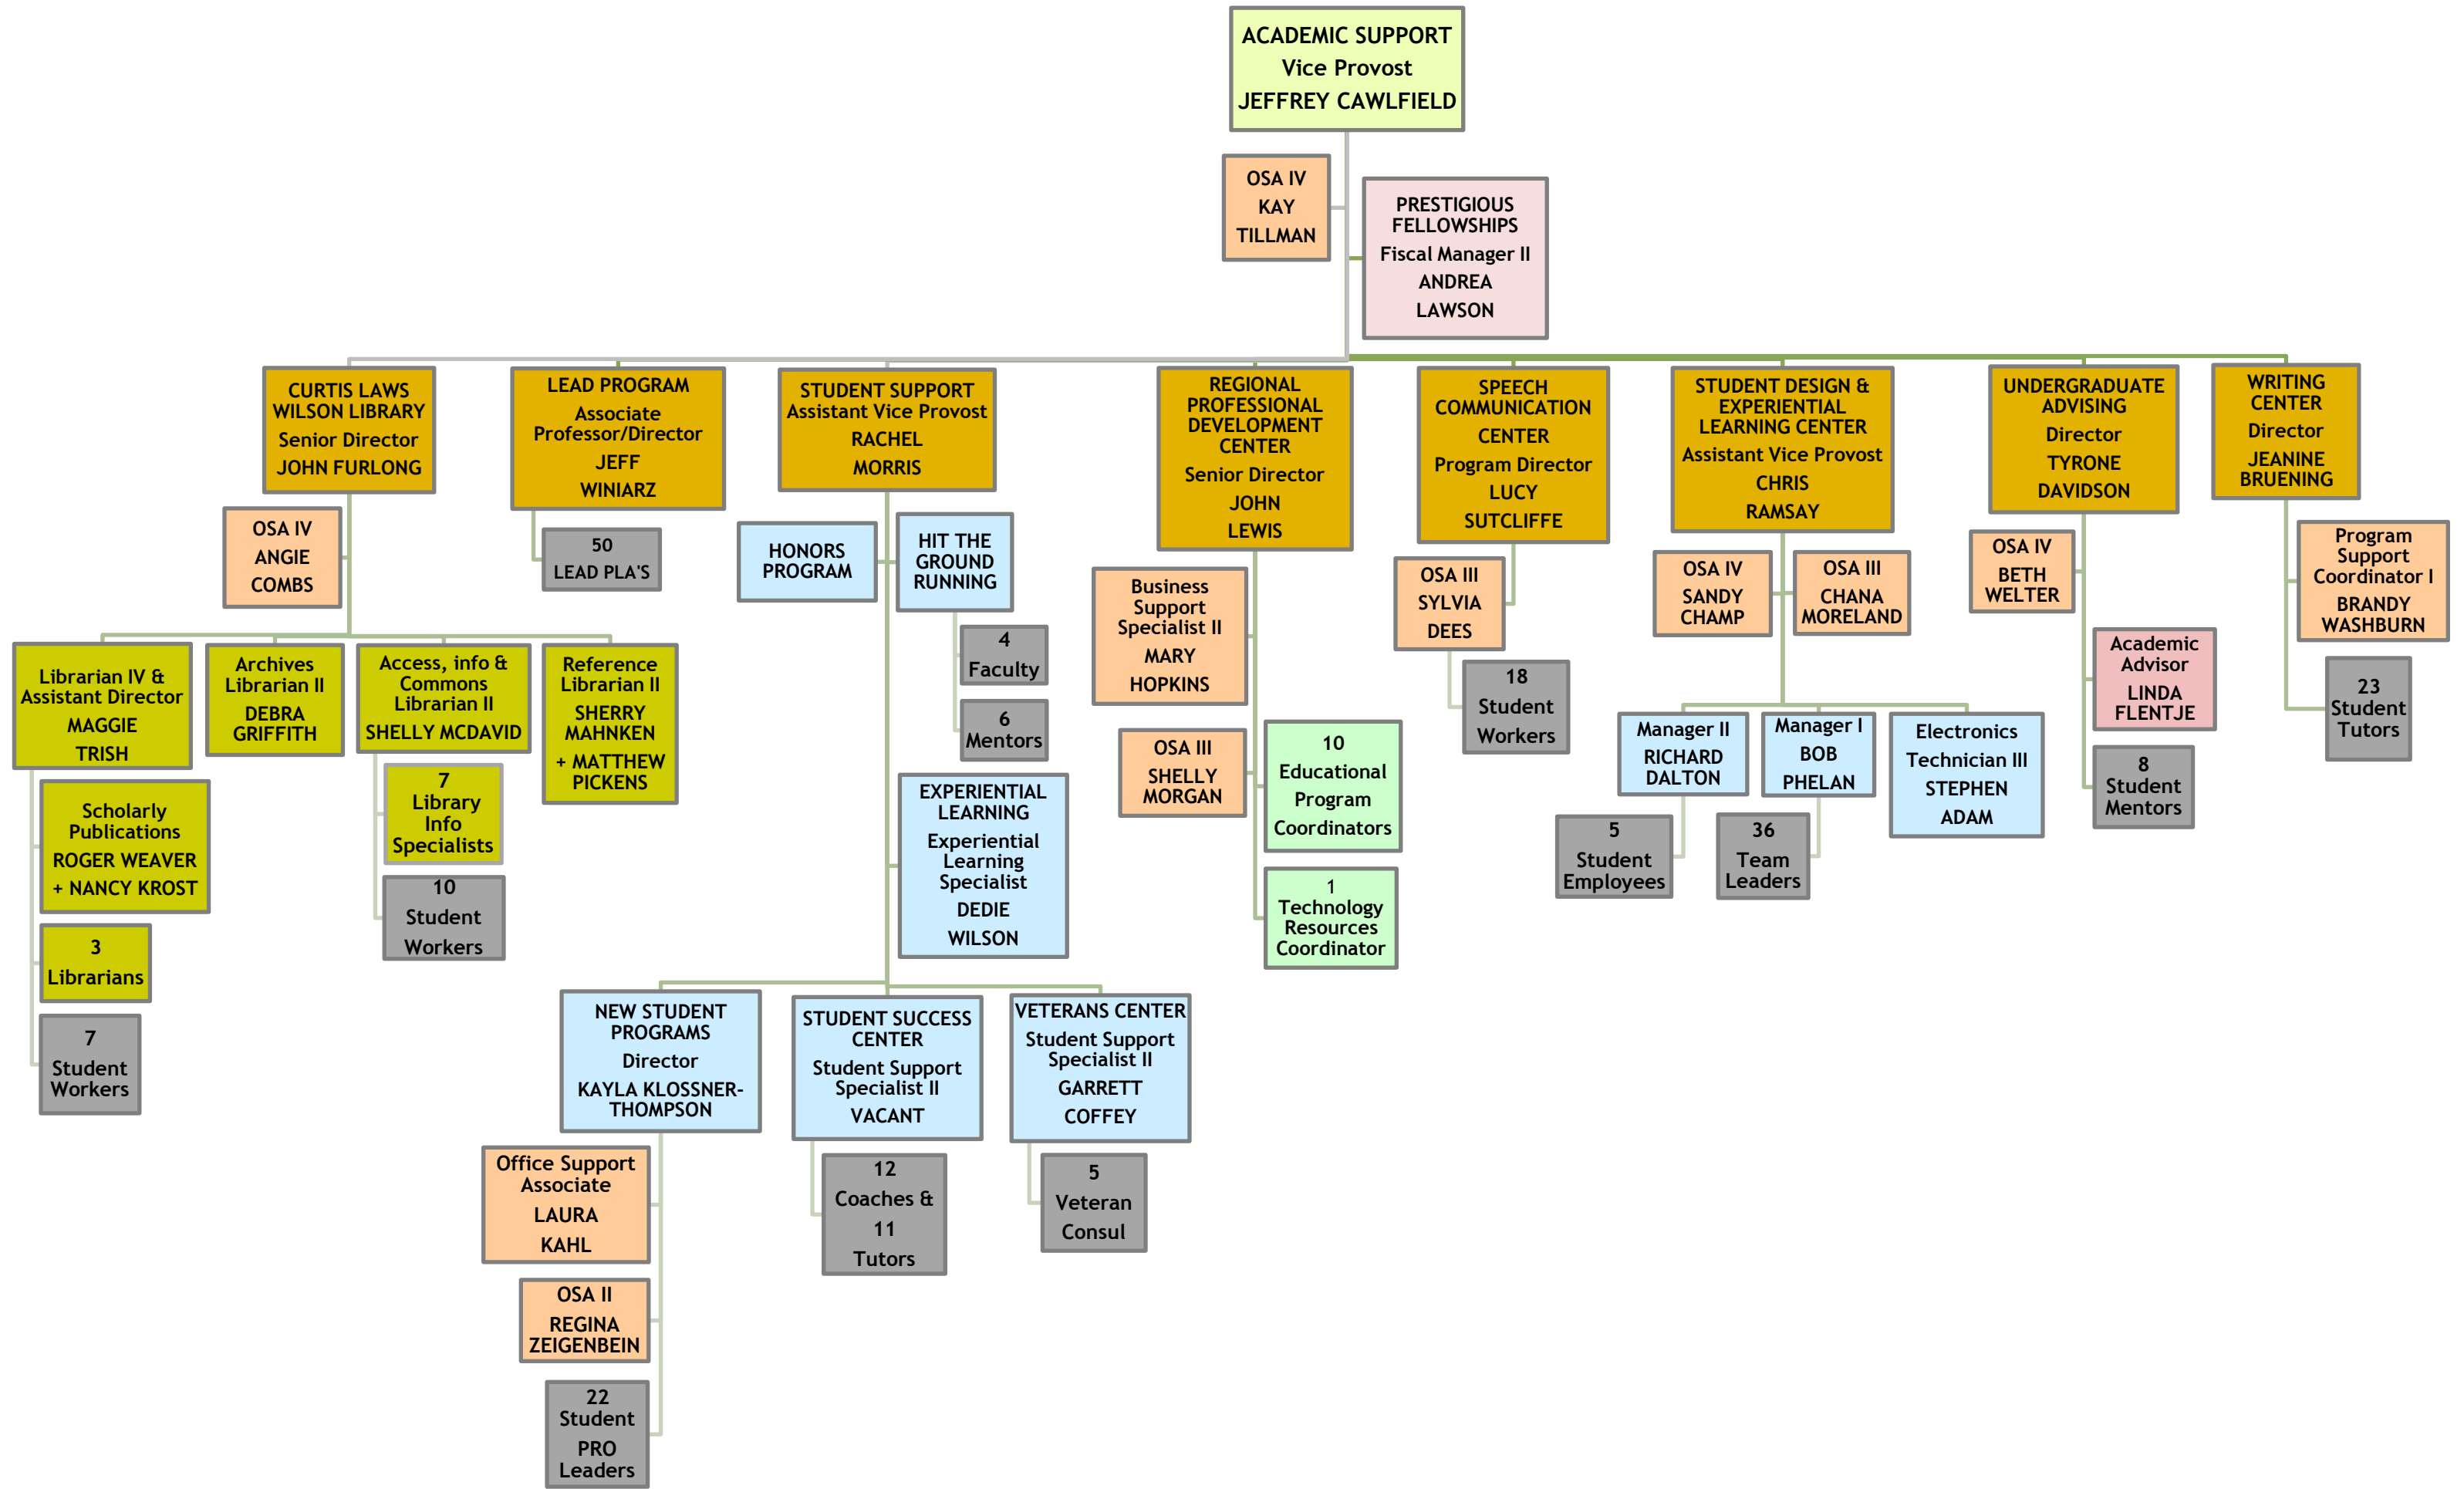 ACADEMIC SUPPORT
Vice Provost
JEFFREY CAWLFIELD
OSA IV
KAY
TILLMAN
PRESTIGIOUS
FELLOWSHIPS
Fiscal Manager II
ANDREA
LAWSON
CURTIS LAWS
WILSON LIBRARY
Senior Director
JOHN FURLONG
OSA IV
ANGIE
COMBS
Librarian IV &
Assistant Director
MAGGIE
TRISH
Scholarly
Publications
ROGER WEAVER
+ NANCY KROST
3
Librarians
7
Student
Workers
Archives
Librarian II
DEBRA
GRIFFITH
Access, info &
Commons
Librarian II
SHELLY MCDAVID
7
Library
Info
Specialists
10
Student
Workers
Reference
Librarian II
SHERRY
MAHNKEN
+ MATTHEW
PICKENS
LEAD PROGRAM
Associate
Professor/Director
JEFF
WINIARZ
50
LEAD PLA'S
STUDENT SUPPORT
Assistant Vice Provost
RACHEL
MORRIS
HONORS
PROGRAM
HIT THE
GROUND
RUNNING
4
Faculty
6
Mentors
EXPERIENTIAL
LEARNING
Experiential
Learning
Specialist
DEDIE
WILSON
NEW STUDENT
PROGRAMS
Director
KAYLA KLOSSNER-
THOMPSON
Office Support
Associate
LAURA
KAHL
OSA II
REGINA
ZEIGENBEIN
22
Student
PRO
Leaders
STUDENT SUCCESS
CENTER
Student Support
Specialist II
VACANT
12
Coaches &
11
Tutors
VETERANS CENTER
Student Support
Specialist II
GARRETT
COFFEY
5
Veteran
Consul
REGIONAL
PROFESSIONAL
DEVELOPMENT
CENTER
Senior Director
JOHN
LEWIS
Business
Support
Specialist II
MARY
HOPKINS
OSA III
SHELLY
MORGAN
10
Educational
Program
Coordinators
1
Technology
Resources
Coordinator
SPEECH
COMMUNICATION
CENTER
Program Director
LUCY
SUTCLIFFE
OSA III
SYLVIA
DEES
18
Student
Workers
STUDENT DESIGN &
EXPERIENTIAL
LEARNING CENTER
Assistant Vice Provost
CHRIS
RAMSAY
OSA IV
SANDY
CHAMP
OSA III
CHANA
MORELAND
Manager II
RICHARD
DALTON
5
Student
Employees
Manager I
BOB
PHELAN
36
Team
Leaders
Electronics
Technician III
STEPHEN
ADAM
UNDERGRADUATE
ADVISING
Director
TYRONE
DAVIDSON
OSA IV
BETH
WELTER
Academic
Advisor
LINDA
FLENTJE
8
Student
Mentors
WRITING
CENTER
Director
JEANINE
BRUENING
Program
Support
Coordinator I
BRANDY
WASHBURN
23
Student
Tutors